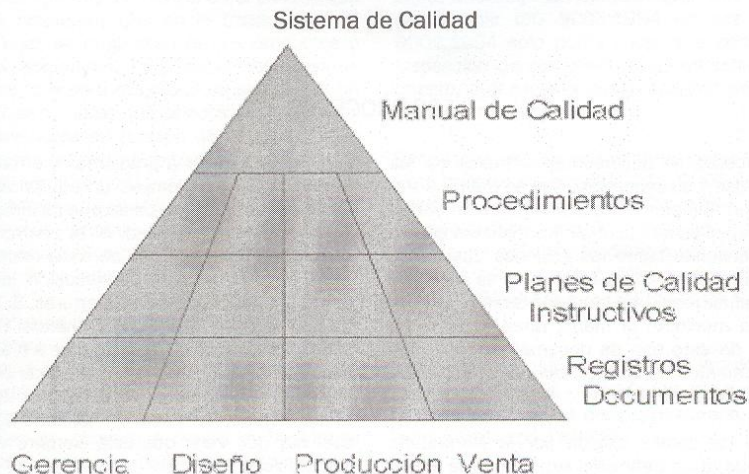 Sistema de Calidad
Manual de Calidad
Procedimientos
Planes de Calidad
Instructivos
Registros
Documentos
Gerencia Diseño Producción Venta